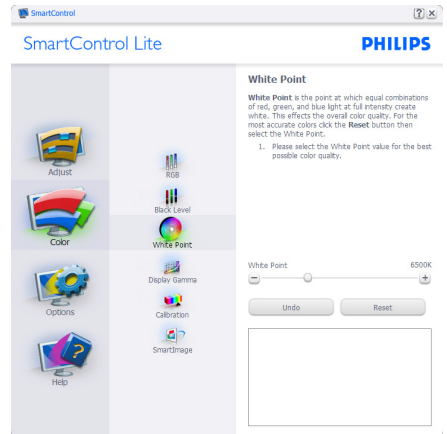 SmartControl
? ×
SmartControl Lite
PHILIPS
Adjust
Color
Options
Help
RGB
Black Level
White Point
Display Gamma
Calibration
SmartImage
White Point
White Point is the point at which equal combinations
of red, green, and blue light at full intensty create
white. This effects the overall color quality. For the
most accurate colors click the Reset button then
select the White Point.
1. Please select the White Point value for the best
possible color quality.
White Point 6500K
− +
Undo Reset